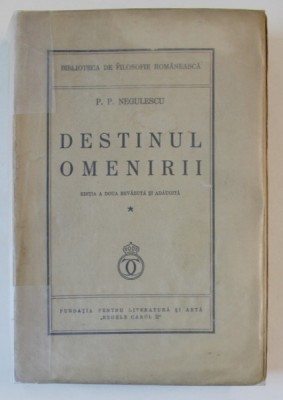 BIBLIOTECA DE FILOSOFIE ROMÂNEASCĂ
P. P. NEGULESCU
DESTINUL
OMENIRII
EDIȚIA A DOUA REVĂZUTĂ ȘI ADĂOGITĂ
FUNDAȚIA PENTRU LITERATURĂ ȘI ARTĂ
„REGELE CAROL II”